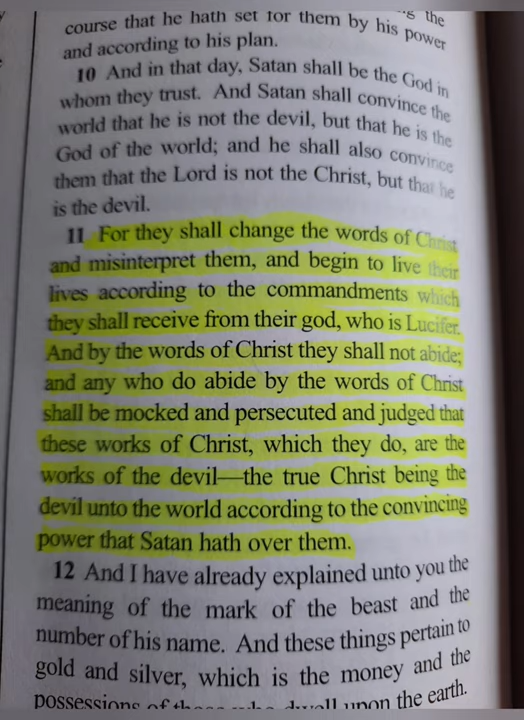 course that he hath set for them by his power
and according to his plan.
10 And in that day, Satan shall be the God in
whom they trust. And Satan shall convince the
world that he is not the devil, but that he is the
God of the world; and he shall also convince
them that the Lord is not the Christ, but that he
is the devil.
11 For they shall change the words of Christ
and misinterpret them, and begin to live their
lives according to the commandments which
they shall receive from their god, who is Lucifer.
And by the words of Christ they shall not abide;
and any who do abide by the words of Christ
shall be mocked and persecuted and judged that
these works of Christ, which they do, are the
works of the devil—the true Christ being the
devil unto the world according to the convincing
power that Satan hath over them.
12 And I have already explained unto you the
meaning of the mark of the beast and the
number of his name. And these things pertain to
gold and silver, which is the money and the
possessions of dwell upon the earth.